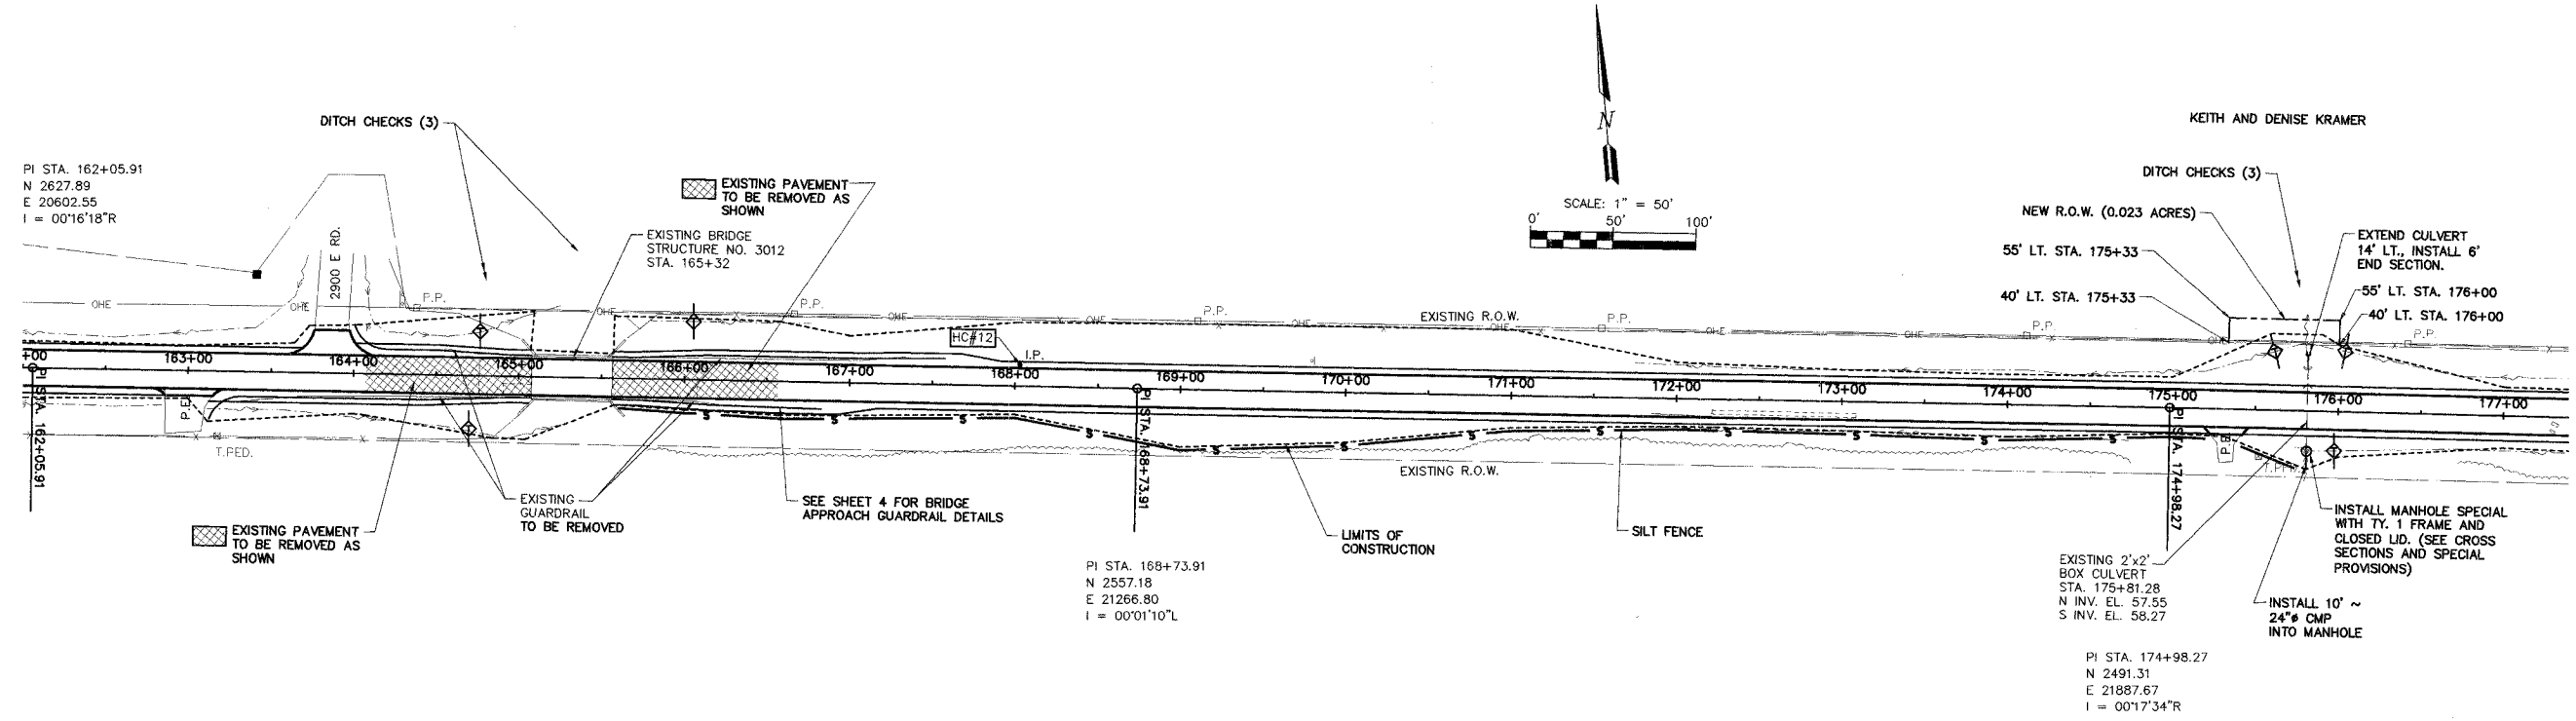 DITCH CHECKS (3)
PI STA. 162+05.91
N 2627.89
E 20602.55
I = 00°16'18"R
2900 E RD.
EXISTING PAVEMENT
TO BE REMOVED AS
SHOWN
EXISTING BRIDGE
STRUCTURE NO. 3012
STA. 165+32
N
SCALE: 1" = 50'
0' 50' 100'
KEITH AND DENISE KRAMER
DITCH CHECKS (3)
NEW R.O.W. (0.023 ACRES)
55' LT. STA. 175+33
40' LT. STA. 175+33
EXTEND CULVERT
14' LT., INSTALL 6'
END SECTION.
55' LT. STA. 176+00
40' LT. STA. 176+00
OHE
OHE
P.P.
OHE
P.P.
OHE
OHE
P.P.
OHE
EXISTING R.O.W.
OHE
P.P.
OHE
OHE
P.P.
OHE
P.P.
HC#12
I.P.
+00
163+00
164+00
165+00
166+00
167+00
168+00
169+00
170+00
171+00
172+00
173+00
174+00
175+00
176+00
177+00
PI STA. 162+05.91
P.E.
T.PED.
S S S S S S S S S S S S
PI STA. 168+73.91
EXISTING R.O.W.
PI STA. 174+98.27
EXISTING PAVEMENT
TO BE REMOVED AS
SHOWN
EXISTING
GUARDRAIL
TO BE REMOVED
SEE SHEET 4 FOR BRIDGE
APPROACH GUARDRAIL DETAILS
LIMITS OF
CONSTRUCTION
SILT FENCE
PI STA. 168+73.91
N 2557.18
E 21266.80
I = 00°01'10"L
EXISTING 2'x2'
BOX CULVERT
STA. 175+81.28
N INV. EL. 57.55
S INV. EL. 58.27
INSTALL MANHOLE SPECIAL
WITH TY. 1 FRAME AND
CLOSED LID. (SEE CROSS
SECTIONS AND SPECIAL
PROVISIONS)
INSTALL 10' ~
24"ø CMP
INTO MANHOLE
PI STA. 174+98.27
N 2491.31
E 21887.67
I = 00°17'34"R